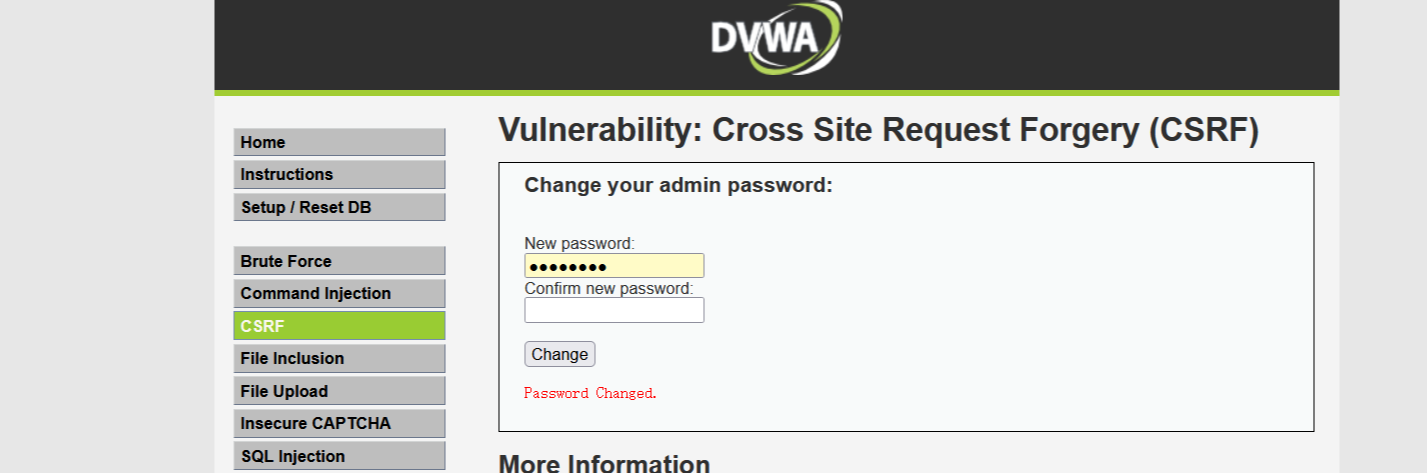 DVWA
Home
Instructions
Setup / Reset DB
Brute Force
Command Injection
CSRF
File Inclusion
File Upload
Insecure CAPTCHA
SQL Injection
Vulnerability: Cross Site Request Forgery (CSRF)
Change your admin password:
New password:
••••••••
Confirm new password:
Change
Password Changed.
More Information